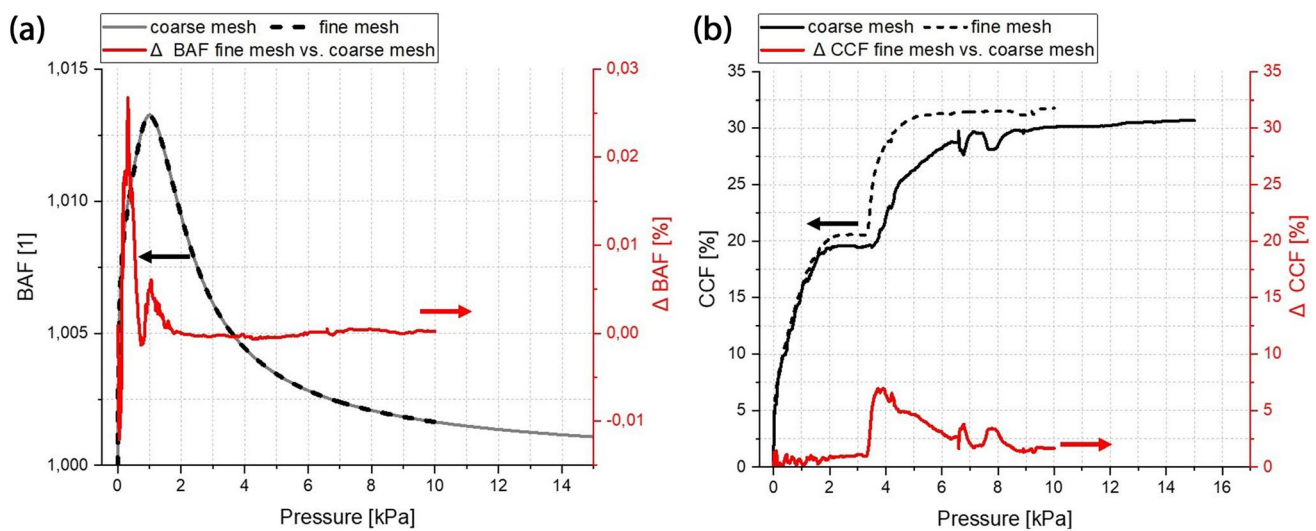 (a)
coarse mesh fine mesh
Δ BAF fine mesh vs. coarse mesh
1,015
1,010
1,005
1,000
BAF [1]
0,03
0,02
0,01
0,00
-0,01
Δ BAF [%]
0 2 4 6 8 10 12 14
Pressure [kPa]
(b)
coarse mesh fine mesh
Δ CCF fine mesh vs. coarse mesh
35
30
25
20
15
10
5
0
CCF [%]
35
30
25
20
15
10
5
0
Δ CCF [%]
0 2 4 6 8 10 12 14 16
Pressure [kPa]